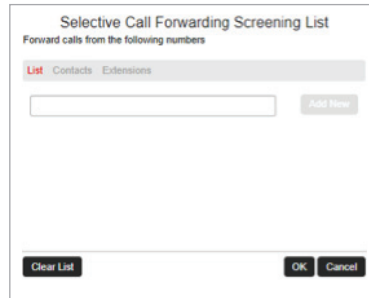 Selective Call Forwarding Screening List
Forward calls from the following numbers
List Contacts Extensions
Add New
Clear List OK Cancel